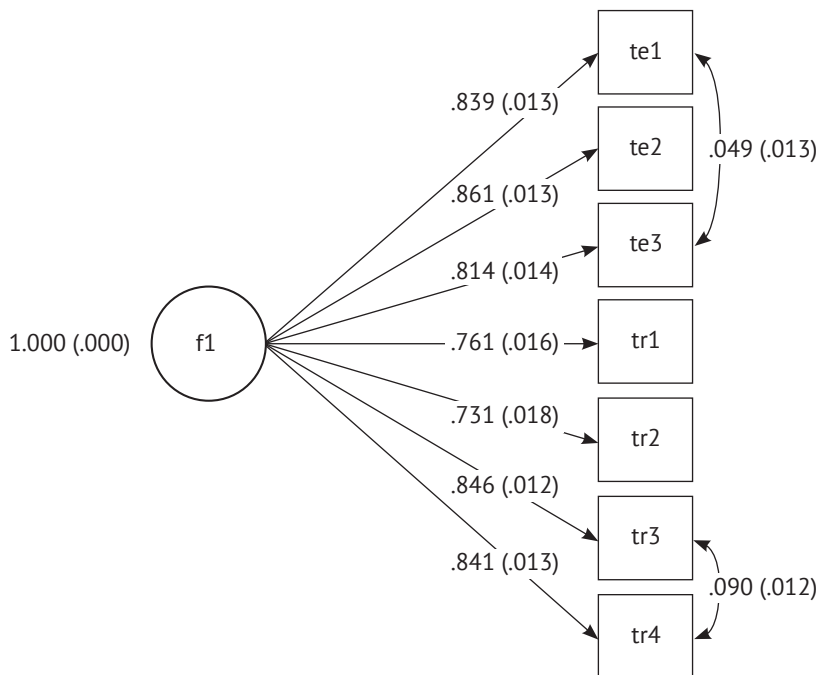 te1
.839 (.013)
te2
.049 (.013)
.861 (.013)
te3
.814 (.014)
1.000 (.000)
f1
.761 (.016)
tr1
.731 (.018)
tr2
.846 (.012)
tr3
.841 (.013)
.090 (.012)
tr4